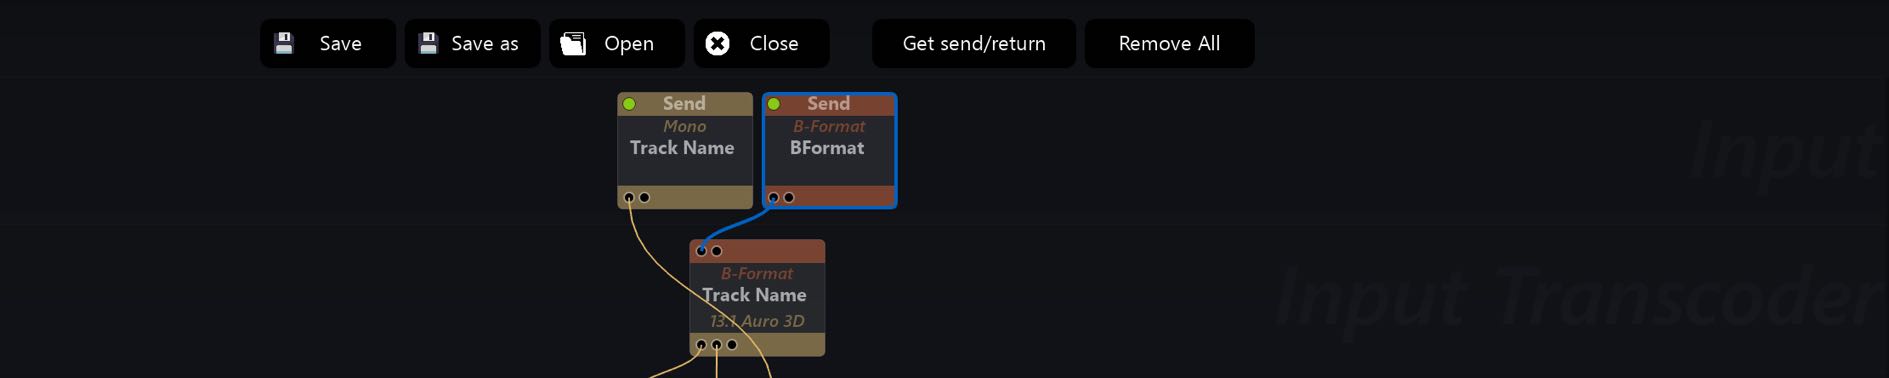 Save
Save as
Open
Close
Get send/return
Remove All
Send
Mono
Track Name
Send
B-Format
BFormat
Input
B-Format
Track Name
13.1 Auro 3D
Input Transcoder